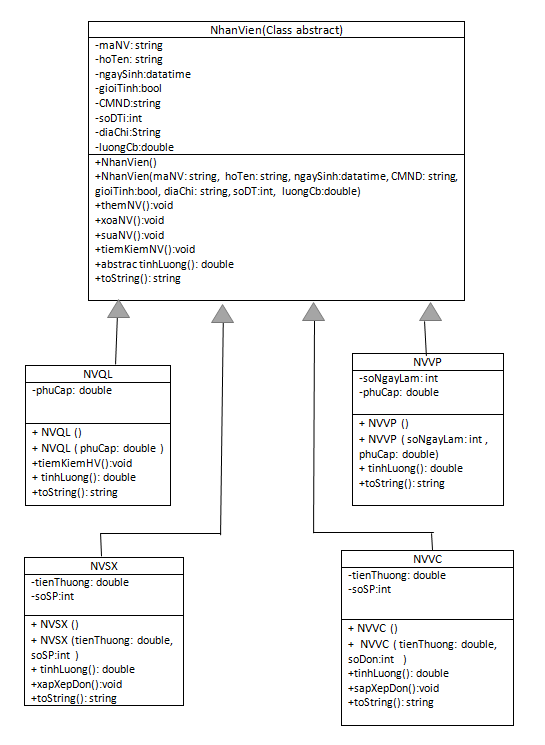 NhanVien(Class abstract)
-maNV: string
-hoTen: string
-ngaySinh:datatime
-gioiTinh:bool
-CMND:string
-soDTi:int
-diaChi:String
-luongCb:double
+NhanVien()
+NhanVien(maNV: string, hoTen: string, ngaySinh:datatime, CMND: string,
gioiTinh:bool, diaChi: string, soDT:int, luongCb:double)
+themNV():void
+xoaNV():void
+suaNV():void
+tiemKiemNV():void
+abstrac tinhLuong(): double
+toString(): string
NVQL
-phuCap: double
+ NVQL ()
+ NVQL ( phuCap: double )
+tiemKiemHV():void
+ tinhLuong(): double
+toString(): string
NVVP
-soNgayLam: int
-phuCap: double
+ NVVP ()
+ NVVP ( soNgayLam: int ,
phuCap: double)
+ tinhLuong(): double
+toString(): string
NVSX
-tienThuong: double
-soSP:int
+ NVSX ()
+ NVSX (tienThuong: double,
soSP:int )
+ tinhLuong(): double
+xapXepDon():void
+toString(): string
NVVC
-tienThuong: double
-soSP:int
+ NVVC ()
+ NVVC ( tienThuong: double,
soDon:int )
+tinhLuong(): double
+sapXepDon():void
+toString(): string